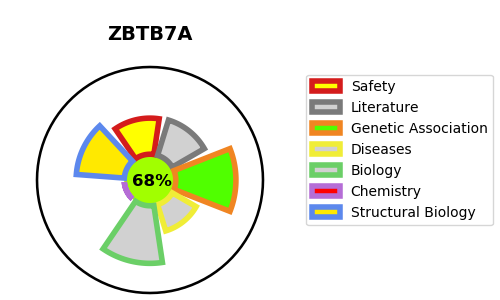 ZBTB7A
68%
Safety
Literature
Genetic Association
Diseases
Biology
Chemistry
Structural Biology